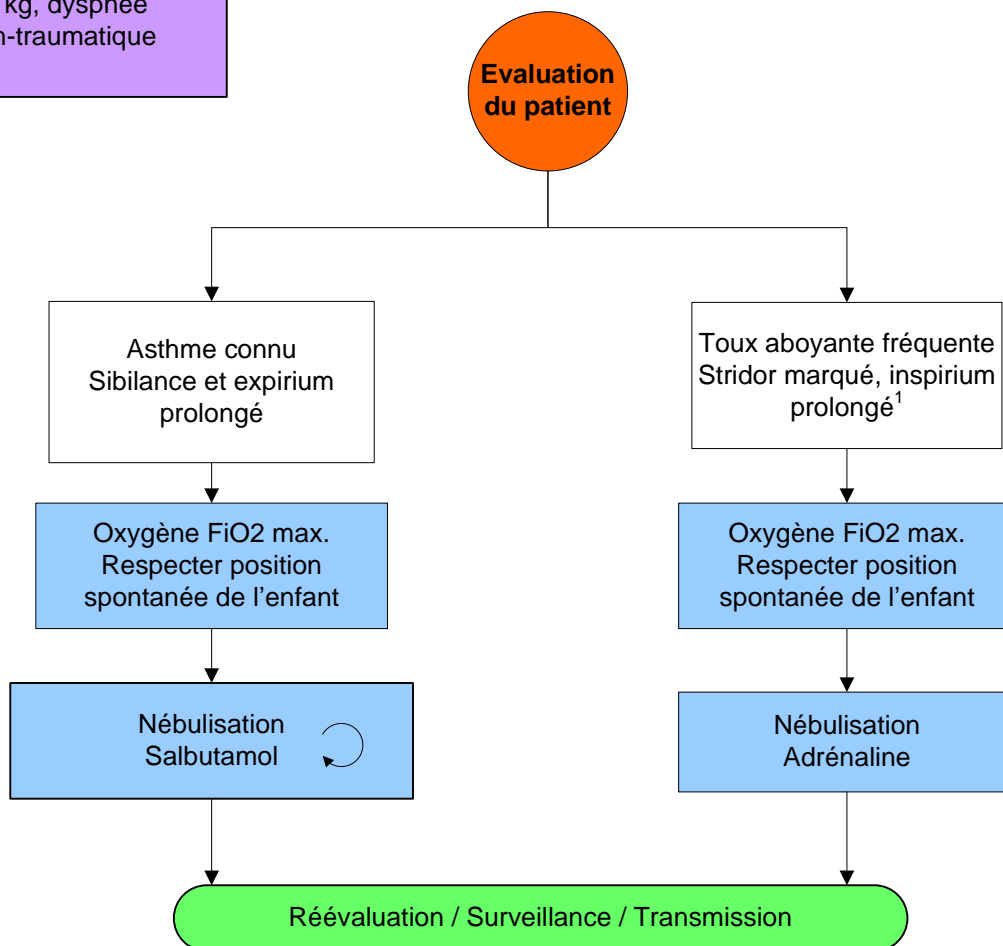 kg, dysphée
n-traumatique
Evaluation
du patient
Asthme connu
Sibilance et expirium
prolongé
Toux aboyante fréquente
Stridor marqué, inspirium
prolongé¹
Oxygène FiO2 max.
Respecter position
spontanée de l'enfant
Oxygène FiO2 max.
Respecter position
spontanée de l'enfant
Nébulisation
Salbutamol
Nébulisation
Adrénaline
Réévaluation / Surveillance / Transmission